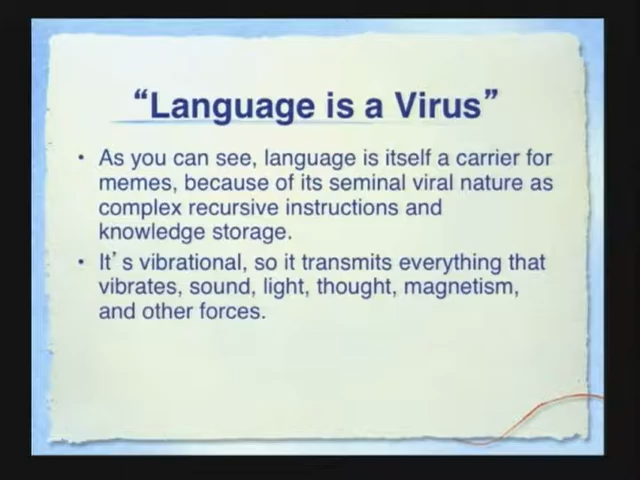 “Language is a Virus”
• As you can see, language is itself a carrier for
memes, because of its seminal viral nature as
complex recursive instructions and
knowledge storage.
• It’s vibrational, so it transmits everything that
vibrates, sound, light, thought, magnetism,
and other forces.